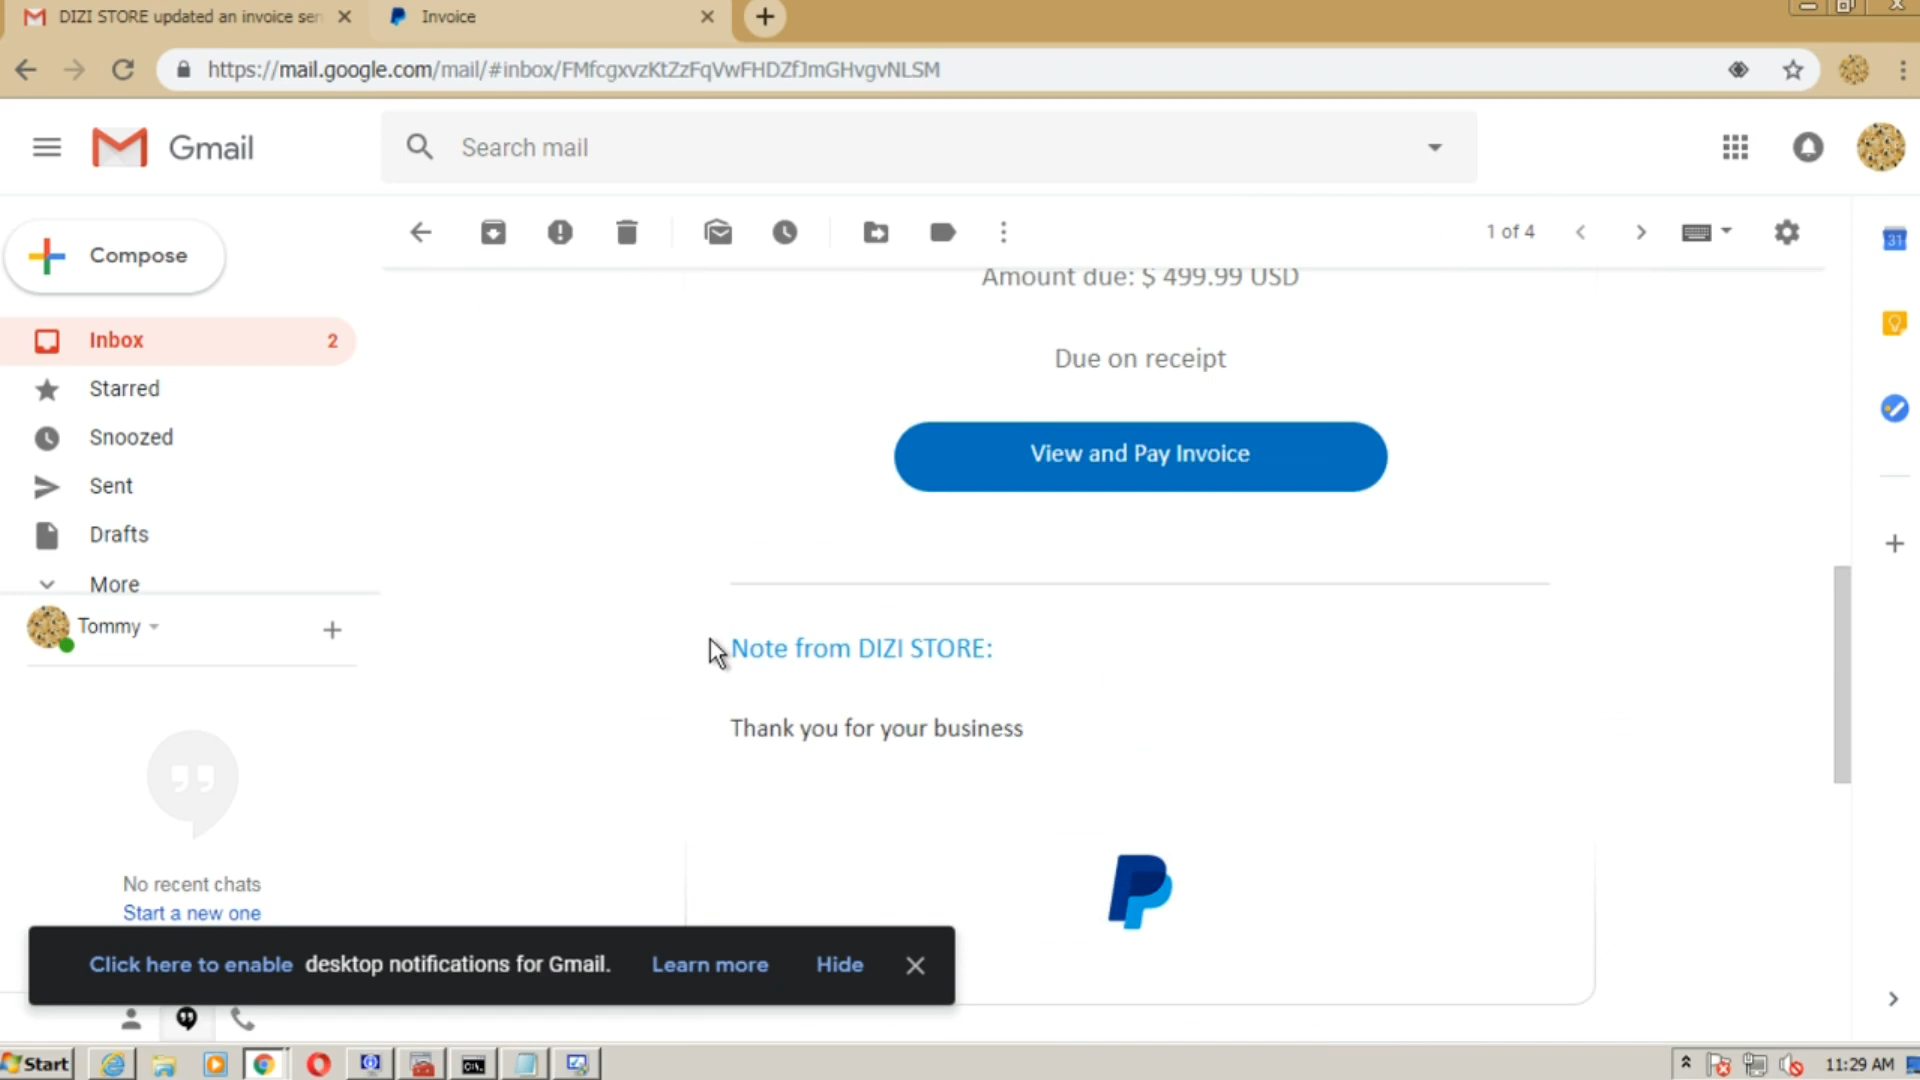 DIZI STORE updated an invoice sen
Invoice
https://mail.google.com/mail/#inbox/FMfcgxvzKtZzFqVwFHDZfJmGHvgvNLSM
Gmail
Search mail
Compose
1 of 4
31
Amount due: $ 499.99 USD
Inbox
2
Due on receipt
Starred
Snoozed
View and Pay Invoice
Sent
Drafts
More
Tommy
Note from DIZI STORE:
Thank you for your business
No recent chats
Start a new one
Click here to enable desktop notifications for Gmail. Learn more Hide
Start
11:29 AM